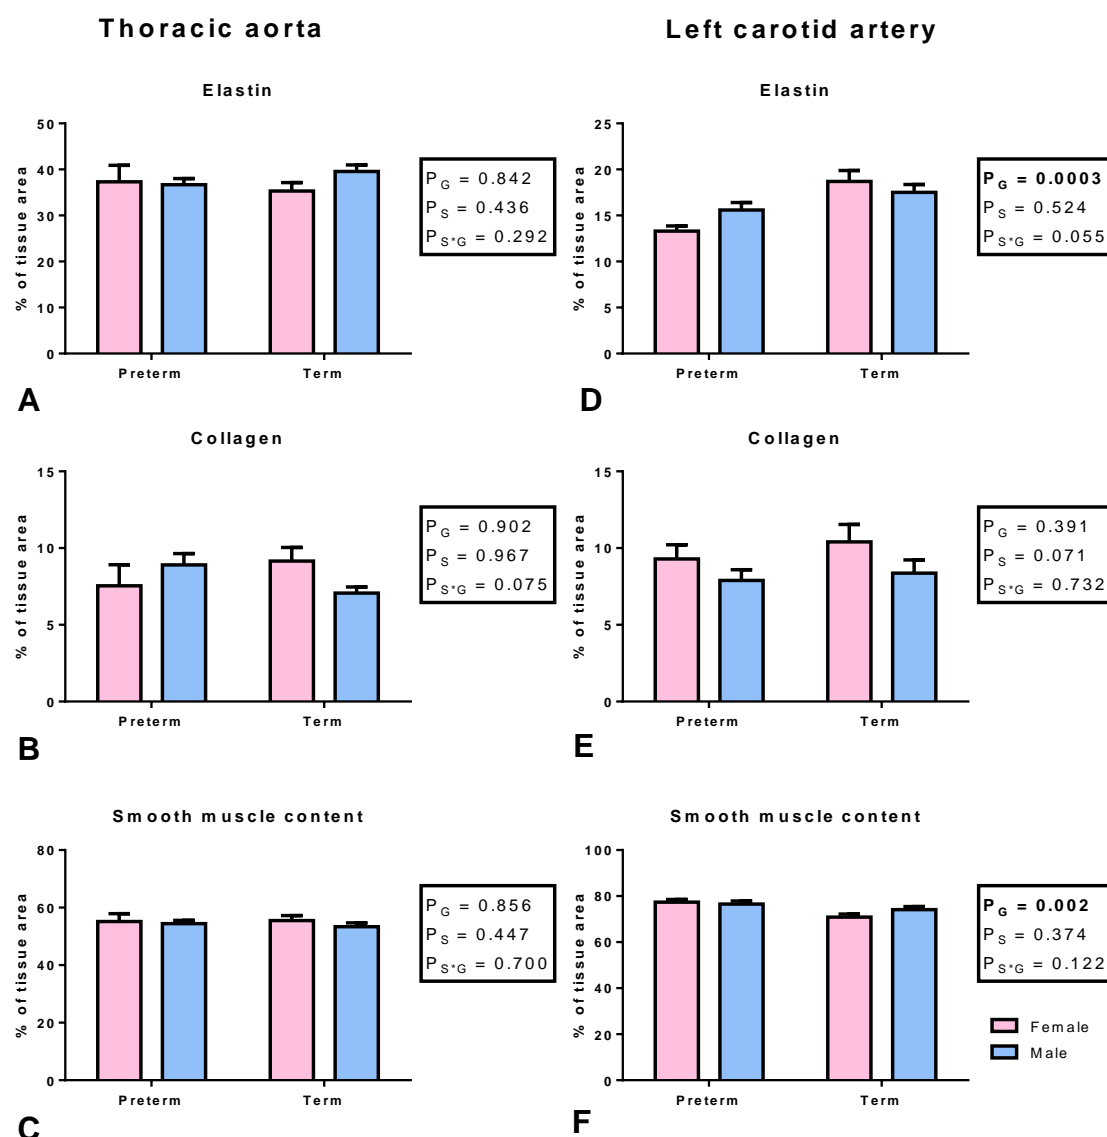 Thoracic aorta
Left carotid artery
Elastin
% of tissue area
50
40
30
20
10
0
Preterm
Term
P_G = 0.842
P_S = 0.436
P_S*G = 0.292
A
Elastin
% of tissue area
25
20
15
10
5
0
Preterm
Term
P_G = 0.0003
P_S = 0.524
P_S*G = 0.055
D
Collagen
% of tissue area
15
10
5
0
Preterm
Term
P_G = 0.902
P_S = 0.967
P_S*G = 0.075
B
Collagen
% of tissue area
15
10
5
0
Preterm
Term
P_G = 0.391
P_S = 0.071
P_S*G = 0.732
E
Smooth muscle content
% of tissue area
80
60
40
20
0
Preterm
Term
P_G = 0.856
P_S = 0.447
P_S*G = 0.700
C
Smooth muscle content
% of tissue area
100
80
60
40
20
0
Preterm
Term
P_G = 0.002
P_S = 0.374
P_S*G = 0.122
Female
Male
F